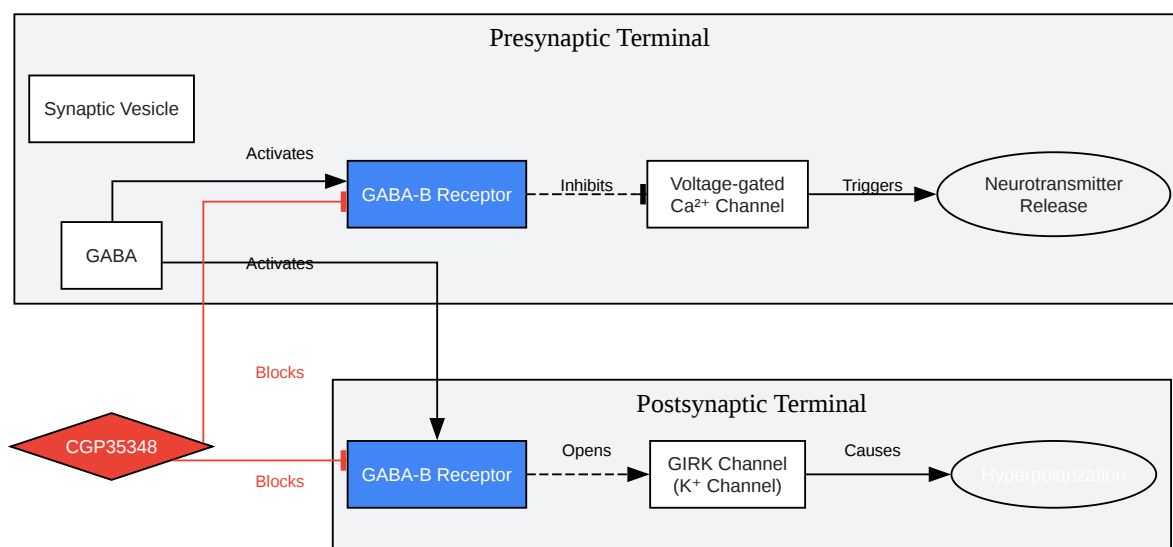 Presynaptic Terminal
Synaptic Vesicle
Activates
GABA-B Receptor
Inhibits
Voltage-gated
Ca²⁺ Channel
Triggers
Neurotransmitter
Release
GABA
Activates
Blocks
Postsynaptic Terminal
CGP35348
Blocks
GABA-B Receptor
Opens
GIRK Channel
(K⁺ Channel)
Causes
Hyperpolarization